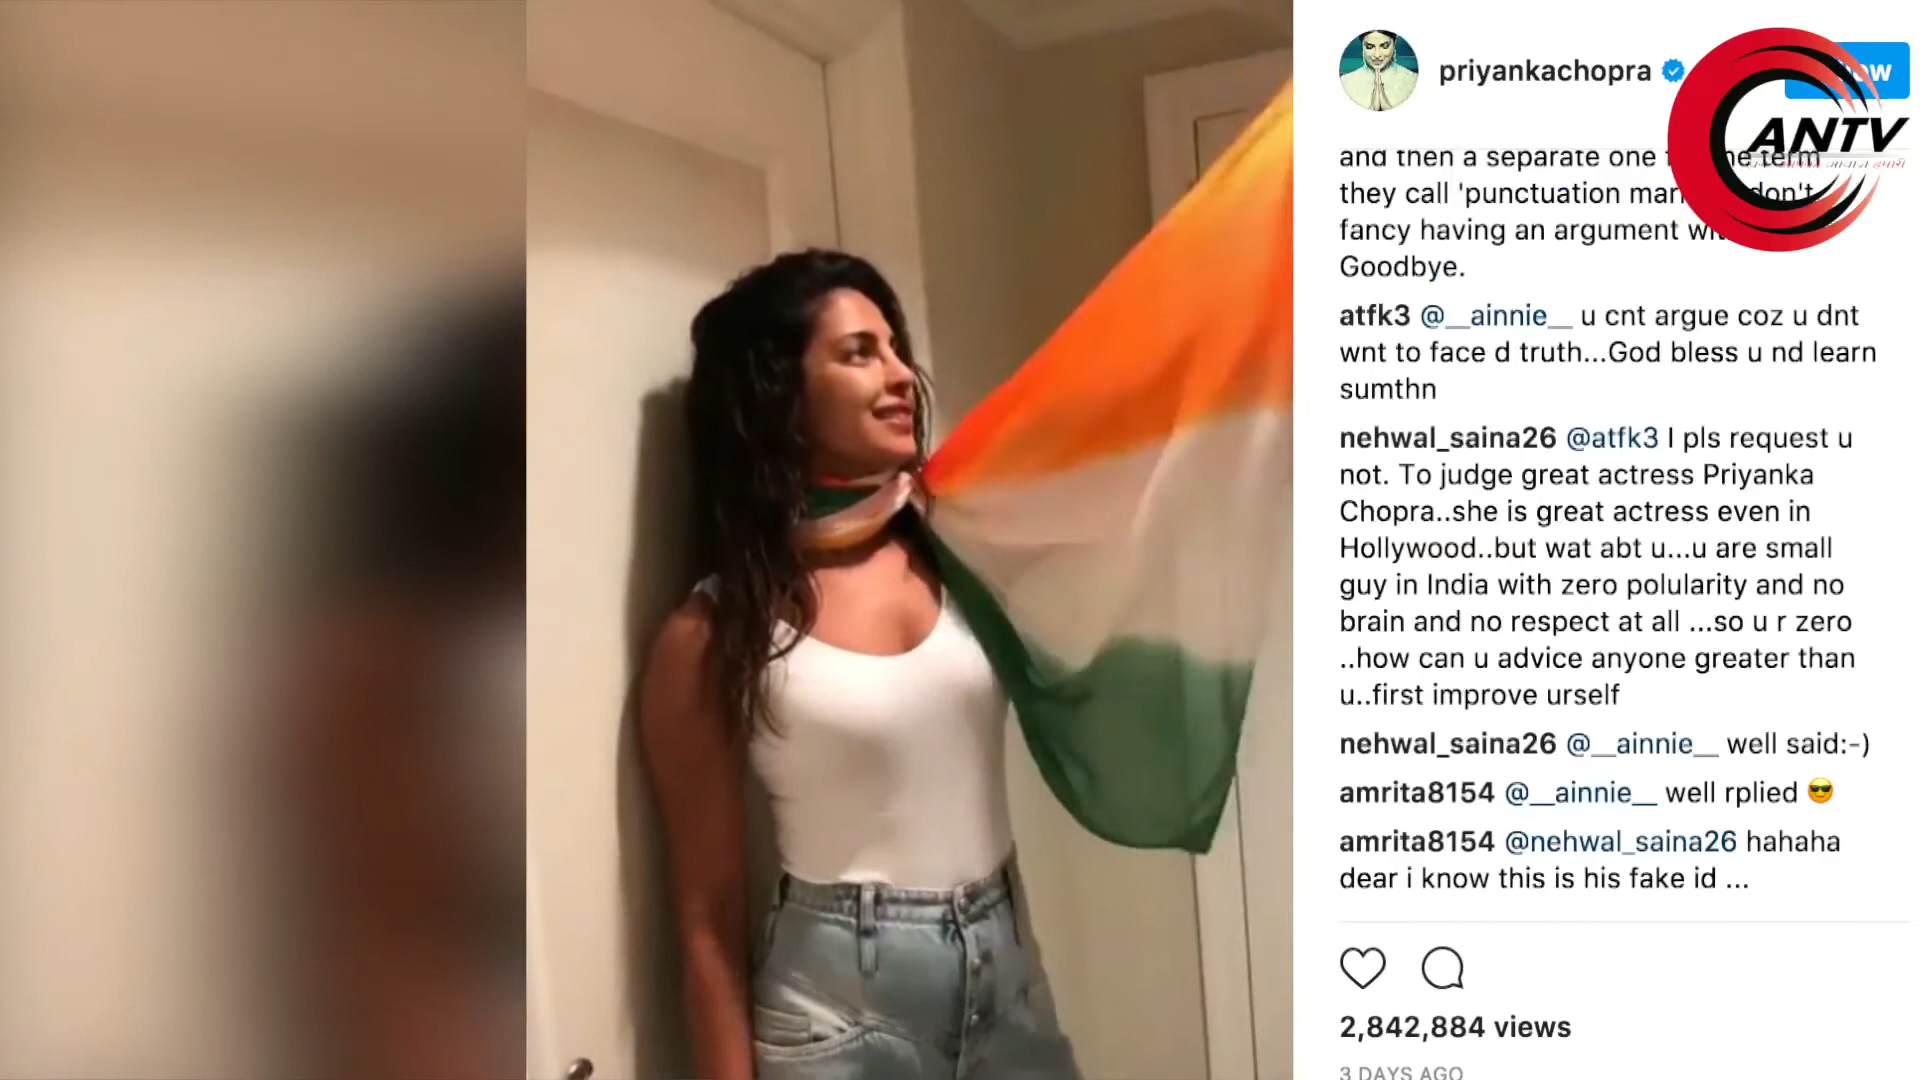 priyankachopra
ANTV
and then a separate one term
they call 'punctuation don't
fancy having an argument
Goodbye.
atfk3 @__ainnie__ u cnt argue coz u dnt
wnt to face d truth...God bless u nd learn
sumthn
nehwal_saina26 @atfk3 I pls request u
not. To judge great actress Priyanka
Chopra..she is great actress even in
Hollywood..but wat abt u...u are small
guy in India with zero polularity and no
brain and no respect at all ...so u r zero
..how can u advice anyone greater than
u..first improve urself
nehwal_saina26 @__ainnie__ well said:-)
amrita8154 @__ainnie__ well rplied 😎
amrita8154 @nehwal_saina26 hahaha
dear i know this is his fake id ...
2,842,884 views
3 DAYS AGO